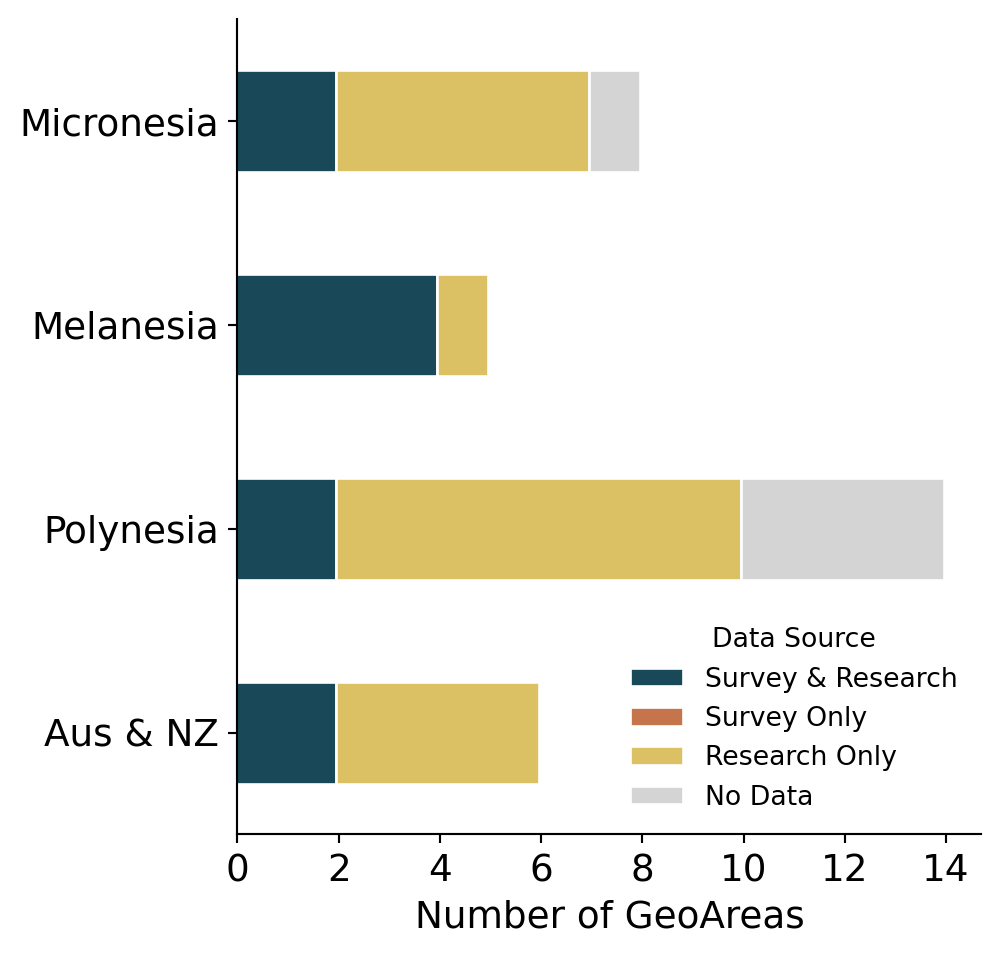 Micronesia
Melanesia
Polynesia
Aus & NZ
Data Source
Survey & Research
Survey Only
Research Only
No Data
0 2 4 6 8 10 12 14
Number of GeoAreas